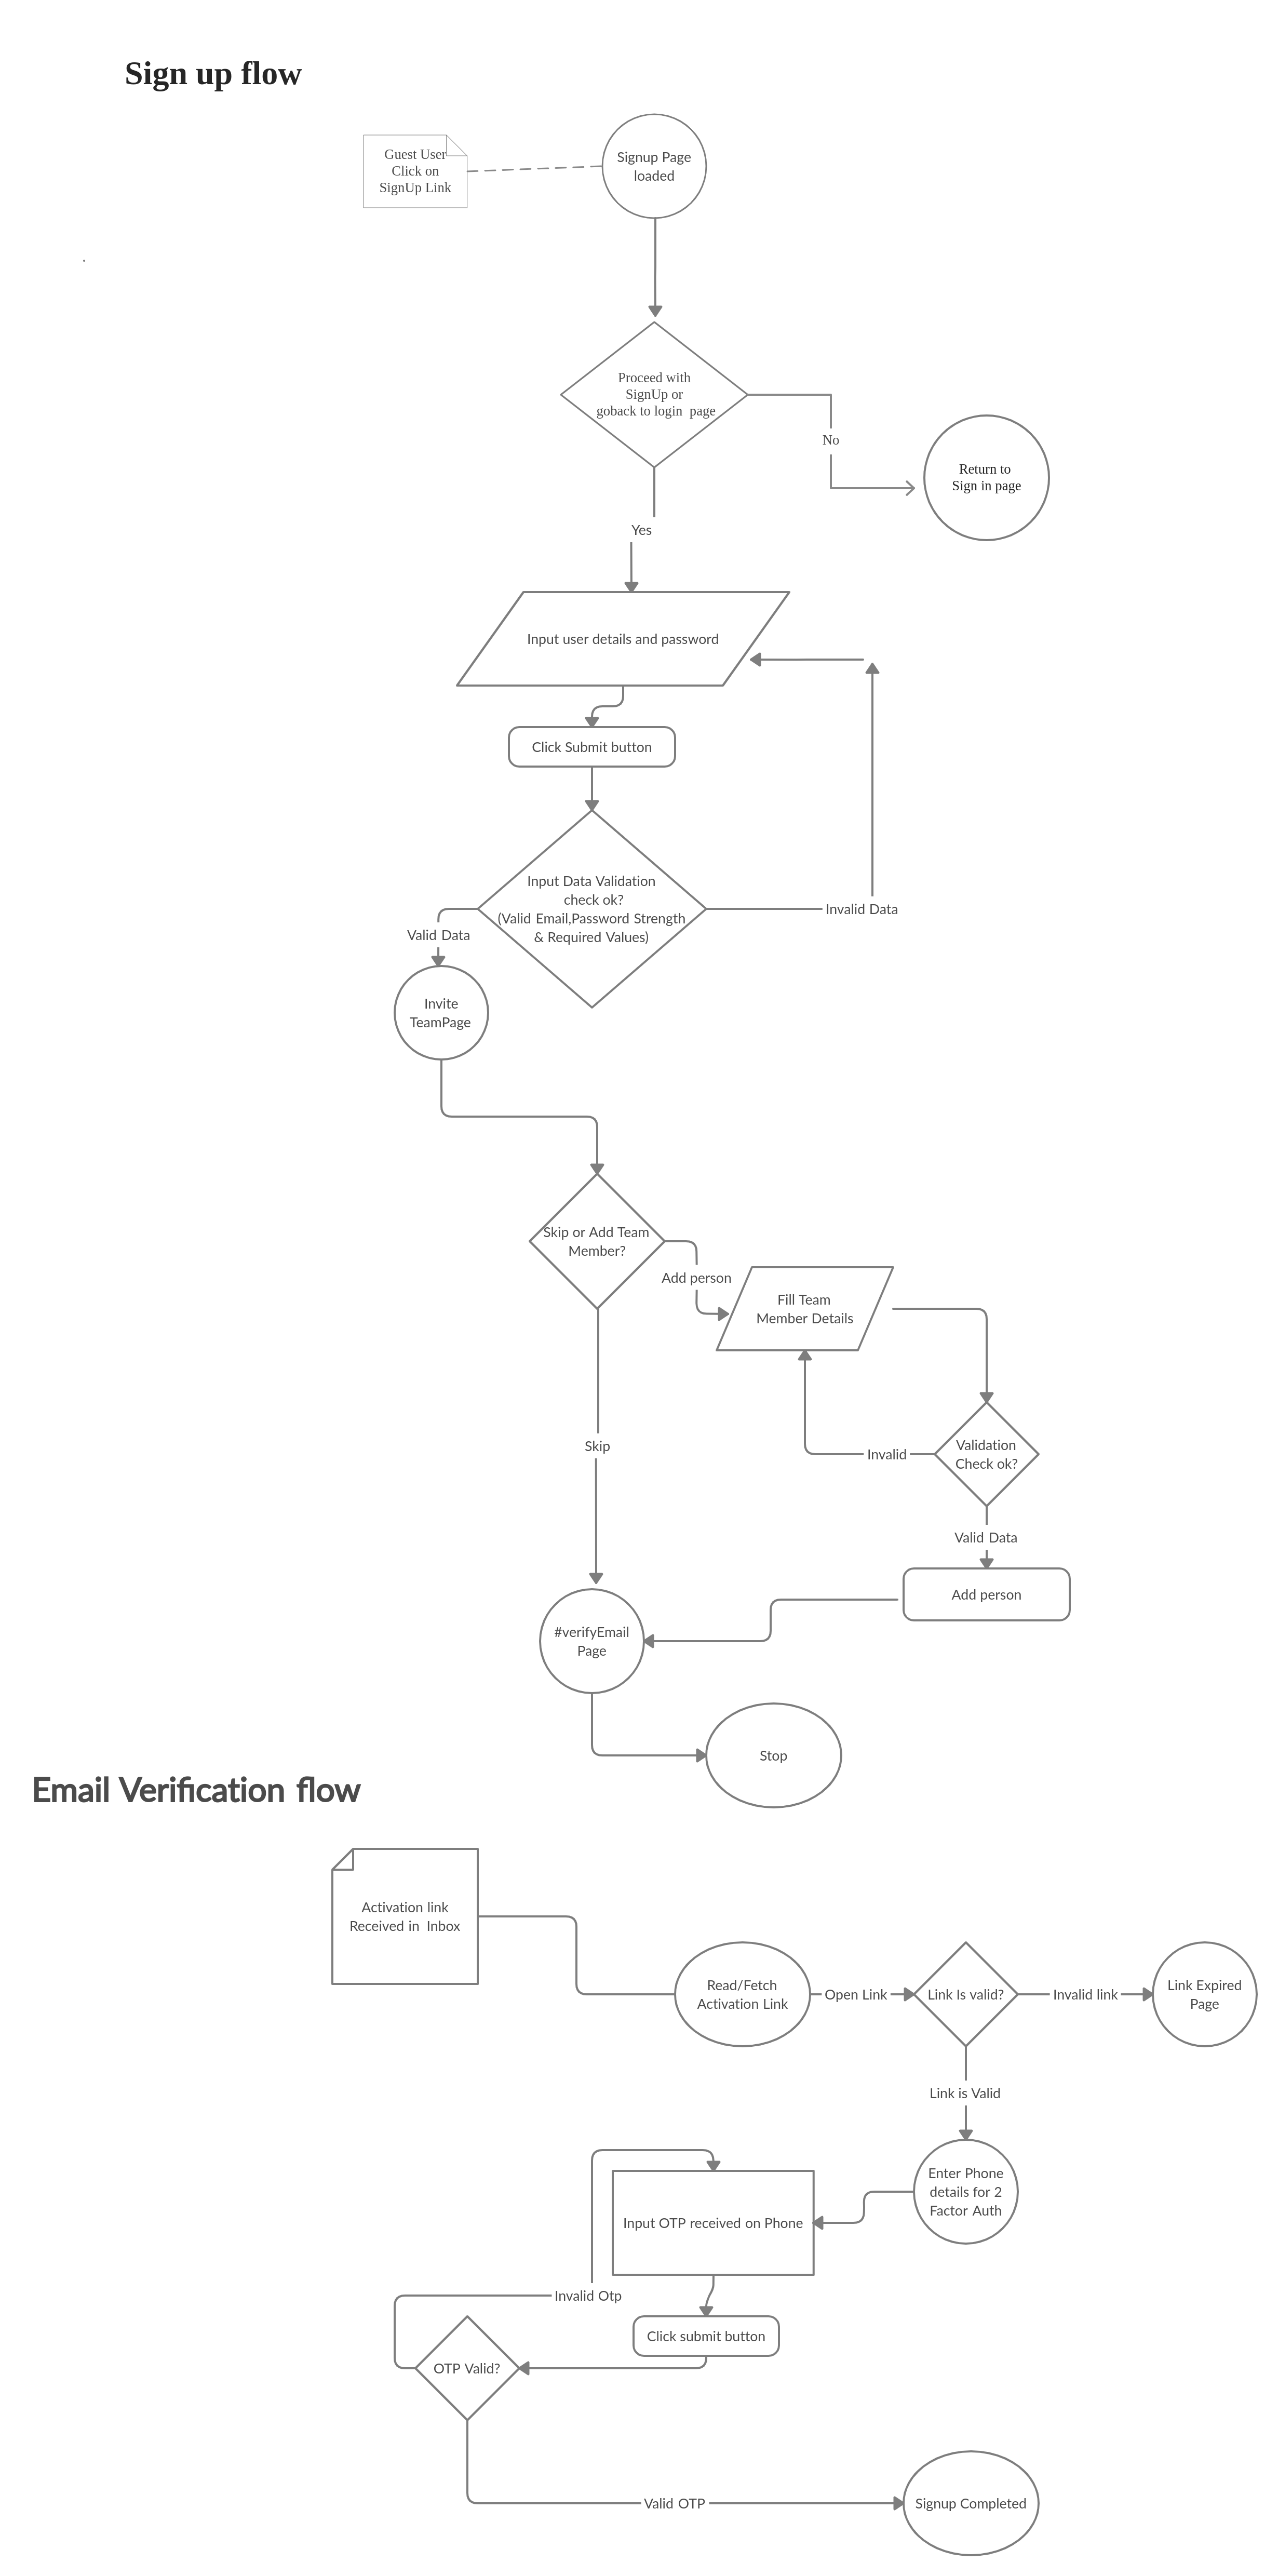 Sign up flow
Guest User
Click on
SignUp Link
Signup Page
loaded
Proceed with
SignUp or
goback to login page
No
Return to
Sign in page
Yes
Input user details and password
Click Submit button
Input Data Validation
check ok?
(Valid Email,Password Strength
& Required Values)
Invalid Data
Valid Data
Invite
TeamPage
Skip or Add Team
Member?
Add person
Fill Team
Member Details
Validation
Check ok?
Invalid
Skip
Valid Data
Add person
#verifyEmail
Page
Stop
Email Verification flow
Activation link
Received in Inbox
Read/Fetch
Activation Link
Open Link
Link Is valid?
Invalid link
Link Expired
Page
Link is Valid
Enter Phone
details for 2
Factor Auth
Input OTP received on Phone
Invalid Otp
Click submit button
OTP Valid?
Valid OTP
Signup Completed